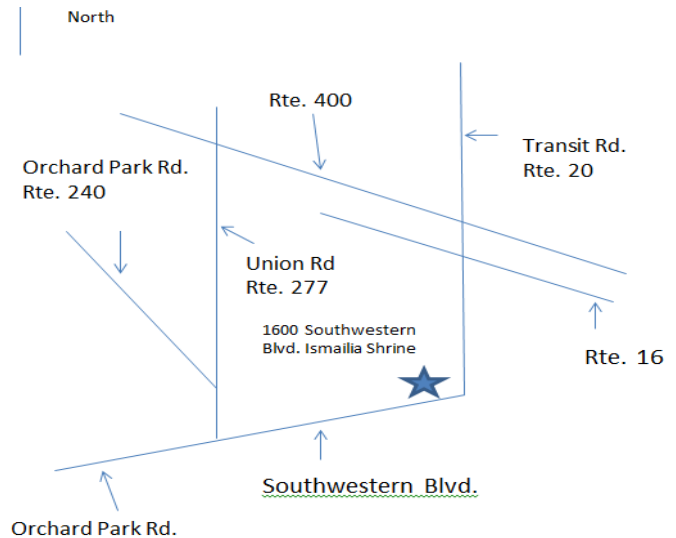 North
Rte. 400
Transit Rd.
Rte. 20
Orchard Park Rd.
Rte. 240
Union Rd
Rte. 277
1600 Southwestern
Blvd. Ismailia Shrine
Rte. 16
Southwestern Blvd.
Orchard Park Rd.